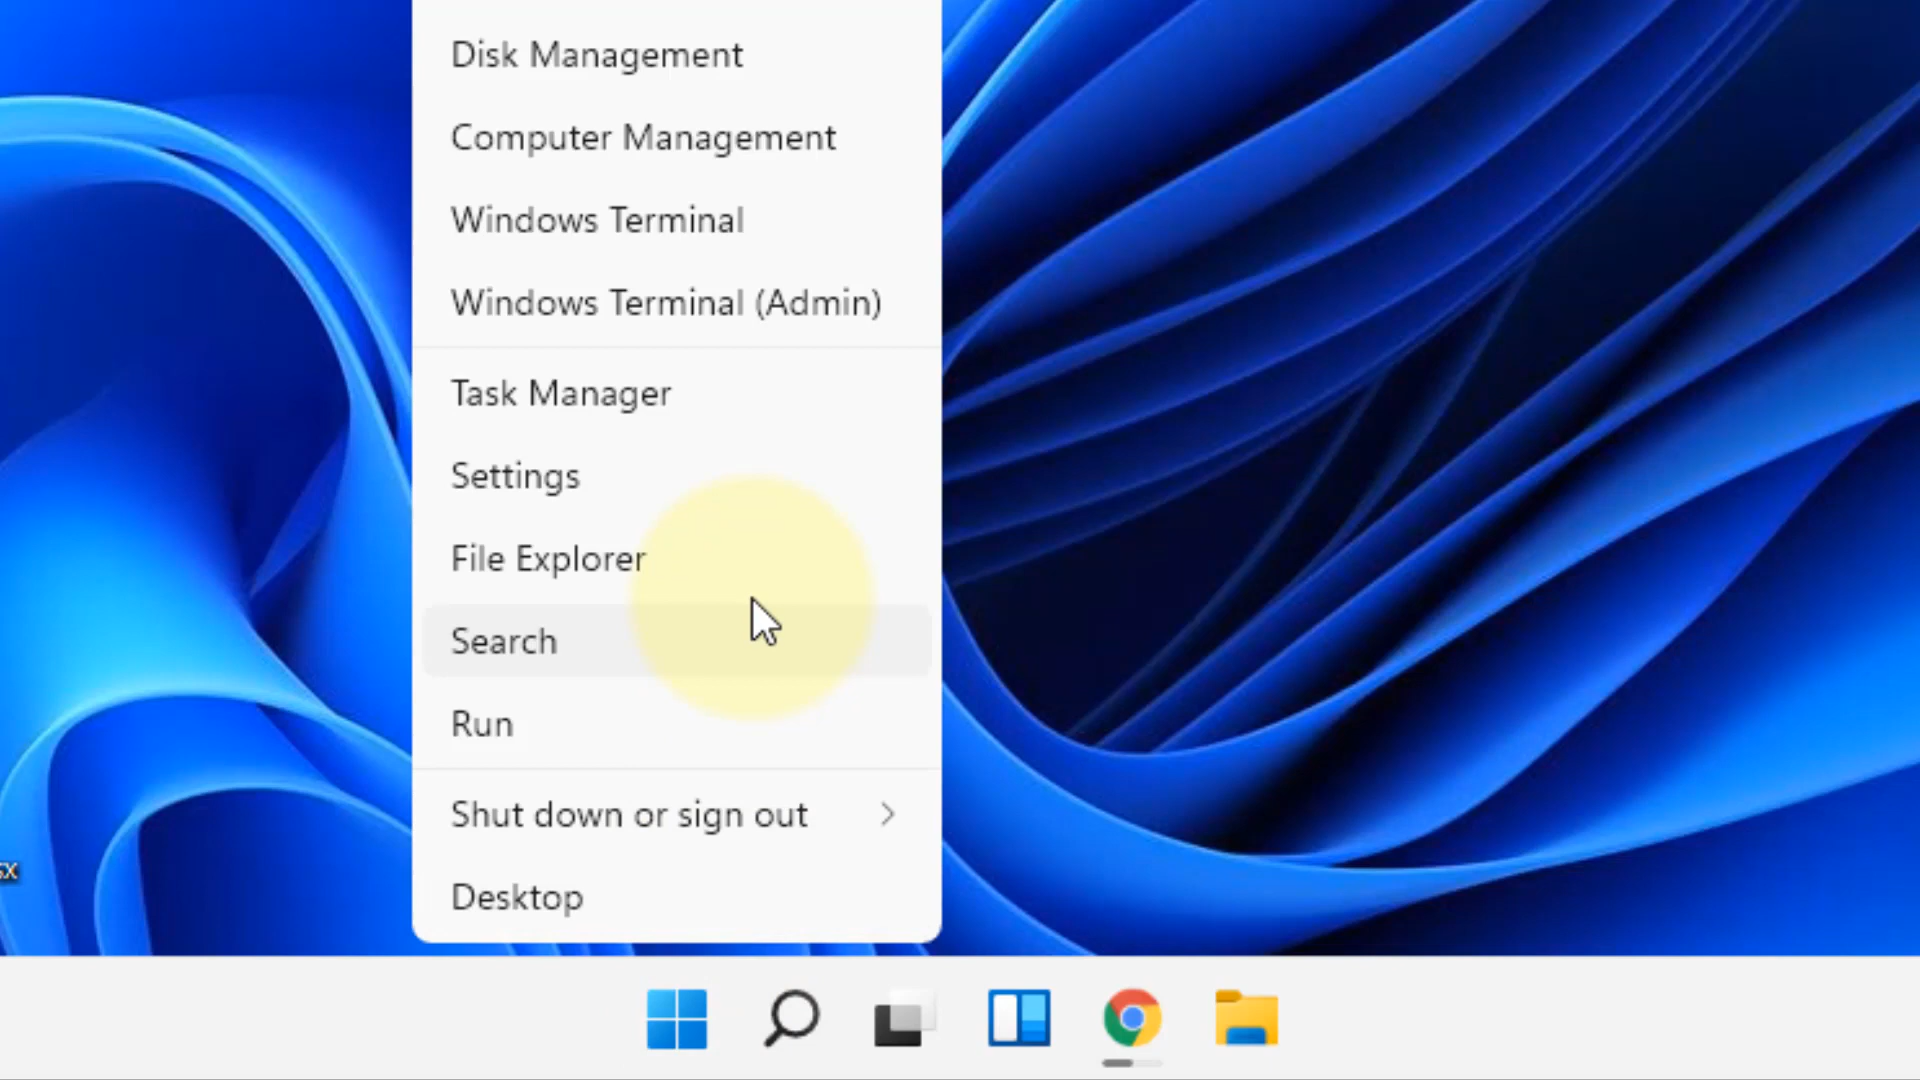 Disk Management
Computer Management
Windows Terminal
Windows Terminal (Admin)
Task Manager
Settings
File Explorer
Search
Run
Shut down or sign out
Desktop